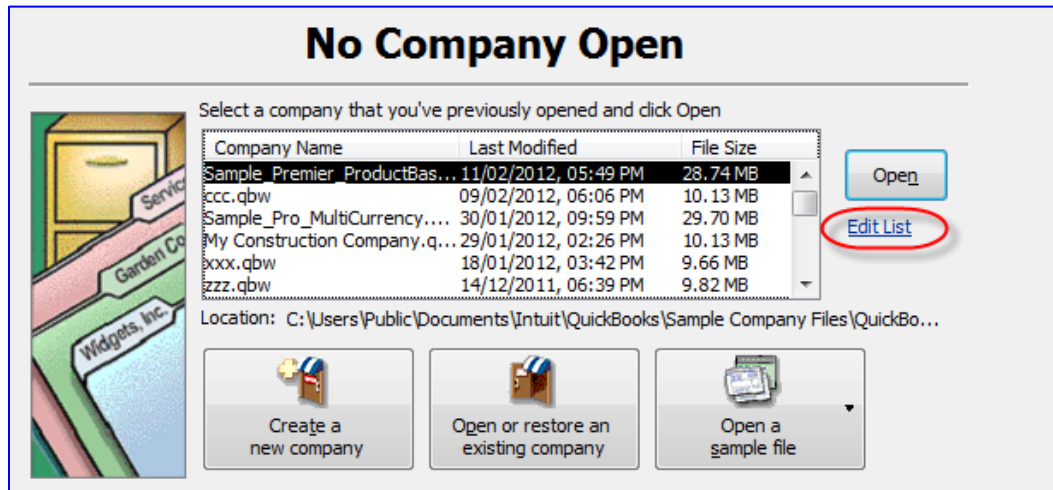 No Company Open
Select a company that you've previously opened and click Open
Company Name Last Modified File Size
Sample_Premier_ProductBas... 11/02/2012, 05:49 PM 28.74 MB
ccc.qbw 09/02/2012, 06:06 PM 10.13 MB
Sample_Pro_MultiCurrency.... 30/01/2012, 09:59 PM 29.70 MB
My Construction Company.q... 29/01/2012, 02:26 PM 10.13 MB
xxx.qbw 18/01/2012, 03:42 PM 9.66 MB
zzz.qbw 14/12/2011, 06:39 PM 9.82 MB
Open
Edit List
Location: C:\Users\Public\Documents\Intuit\QuickBooks\Sample Company Files\QuickBo...
Servic
Garden Co
Widgets, Inc.
Create a
new company
Open or restore an
existing company
Open a
sample file